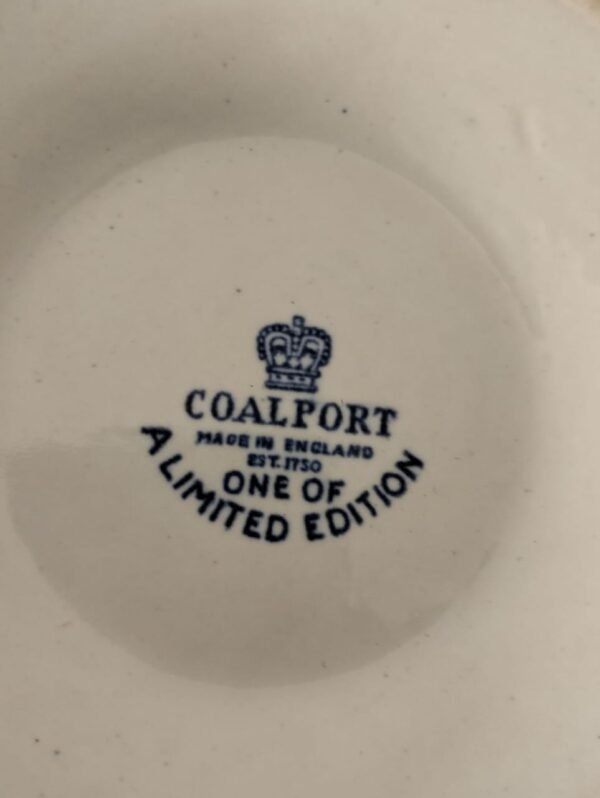 COALPORT
MADE IN ENGLAND
EST. 1750
ONE OF
A LIMITED EDITION